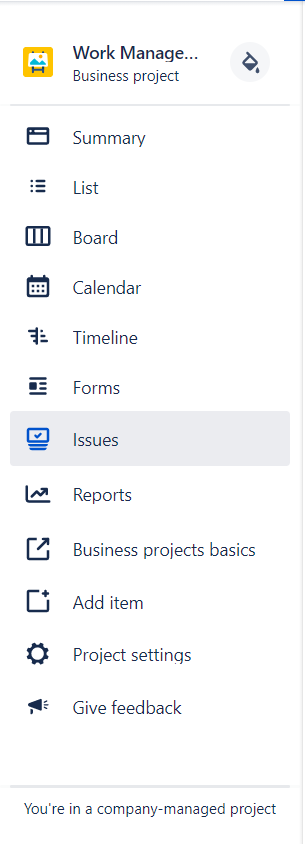 Work Manage...
Business project
Summary
List
Board
Calendar
Timeline
Forms
Issues
Reports
Business projects basics
Add item
Project settings
Give feedback
You're in a company-managed project